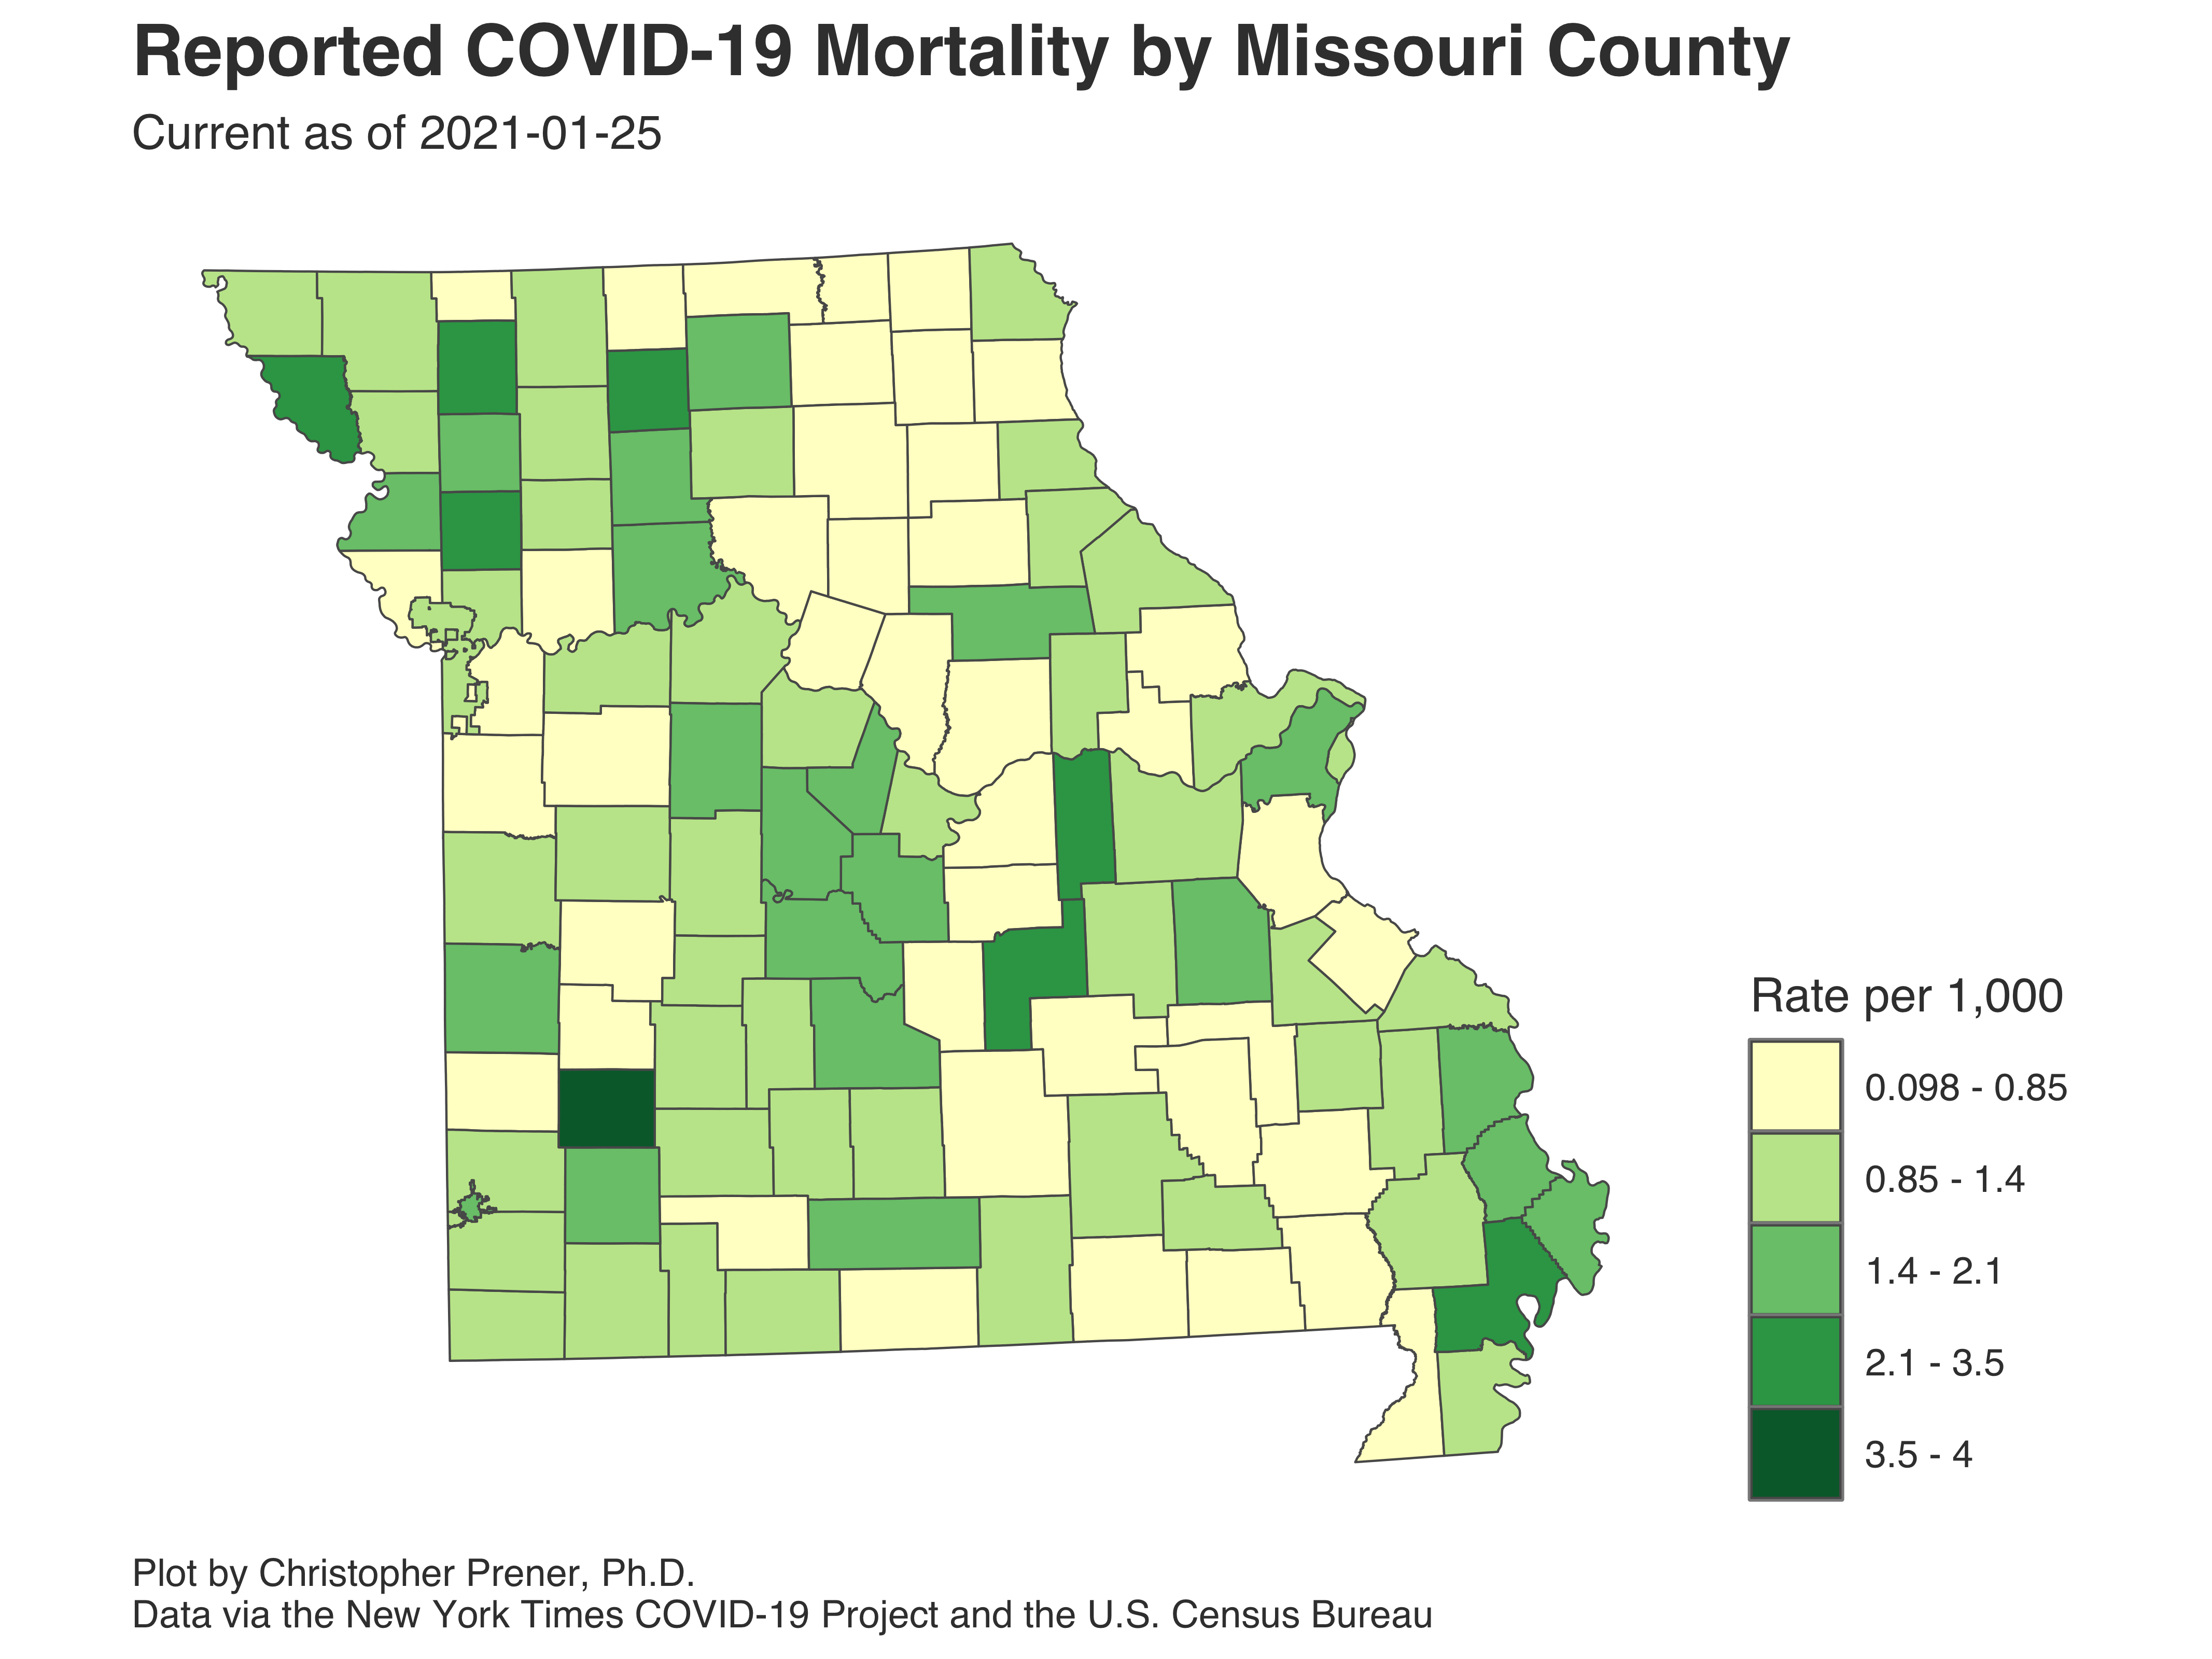 Reported COVID-19 Mortality by Missouri County
Current as of 2021-01-25
Rate per 1,000
0.098 - 0.85
0.85 - 1.4
1.4 - 2.1
2.1 - 3.5
3.5 - 4
Plot by Christopher Prener, Ph.D.
Data via the New York Times COVID-19 Project and the U.S. Census Bureau